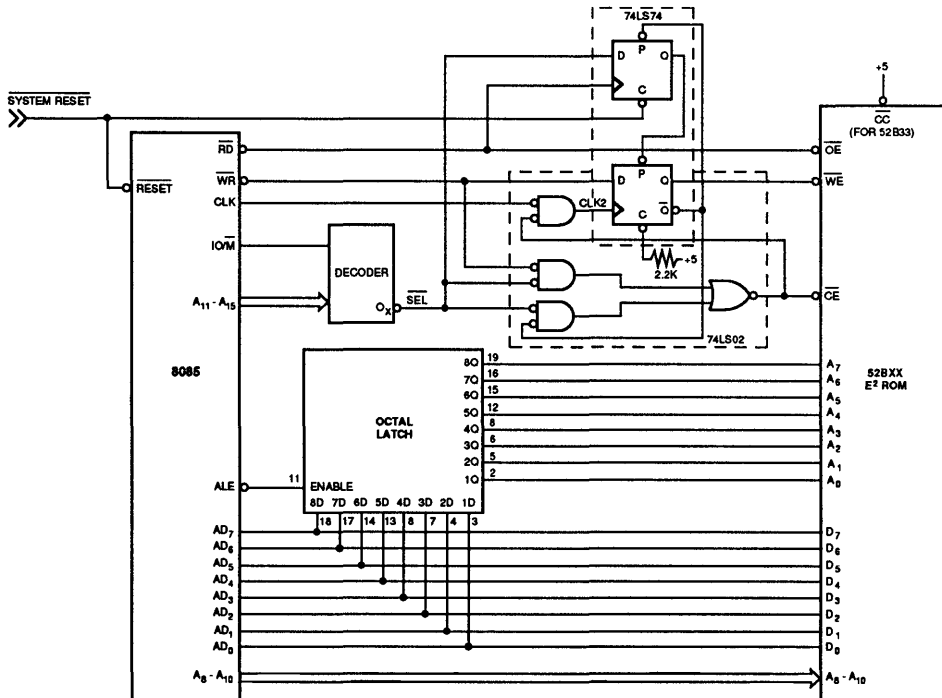 74LS74
SYSTEM RESET
D P Q
C
+5
CC
(FOR 52B33)
RD
OE
RESET
WR
D P Q
WE
CLK
CLK2
C Q
IO/M
+5
2.2K
DECODER
SEL
CE
A11 - A15
OX
74LS02
8085
52BXX
E² ROM
OCTAL
LATCH
8Q 19 A7
7Q 16 A6
6Q 15 A5
5Q 12 A4
4Q 8 A3
3Q 6 A2
2Q 5 A1
1Q 2 A0
ALE 11 ENABLE
8D 7D 6D 5D 4D 3D 2D 1D
18 17 14 13 8 7 4 3
AD7 D7
AD6 D6
AD5 D5
AD4 D4
AD3 D3
AD2 D2
AD1 D1
AD0 D0
A8 - A10 A8 - A10